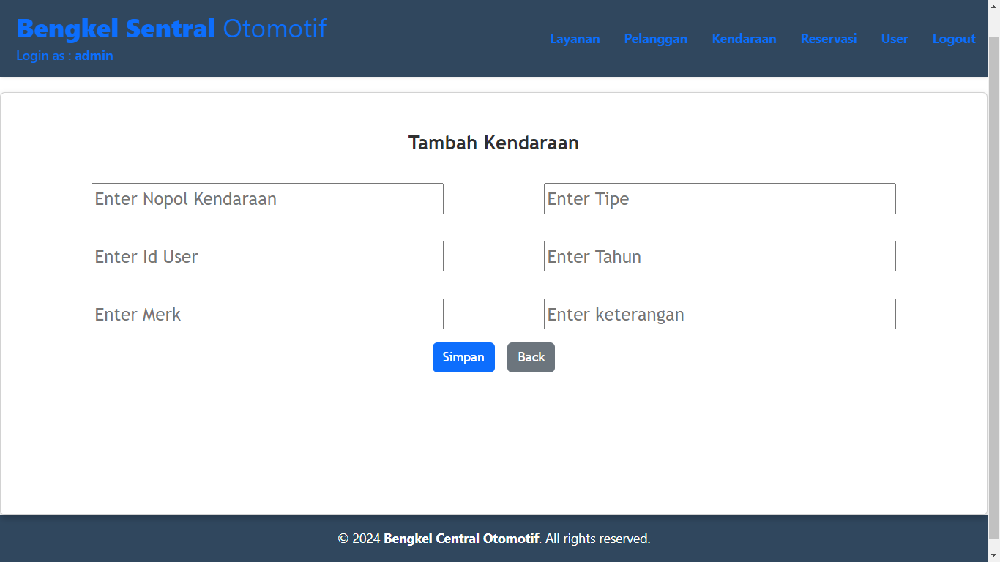 Bengkel Sentral Otomotif
Login as : admin
Layanan Pelanggan Kendaraan Reservasi User Logout
Tambah Kendaraan
Enter Nopol Kendaraan
Enter Tipe
Enter Id User
Enter Tahun
Enter Merk
Enter keterangan
Simpan Back
© 2024 Bengkel Central Otomotif. All rights reserved.